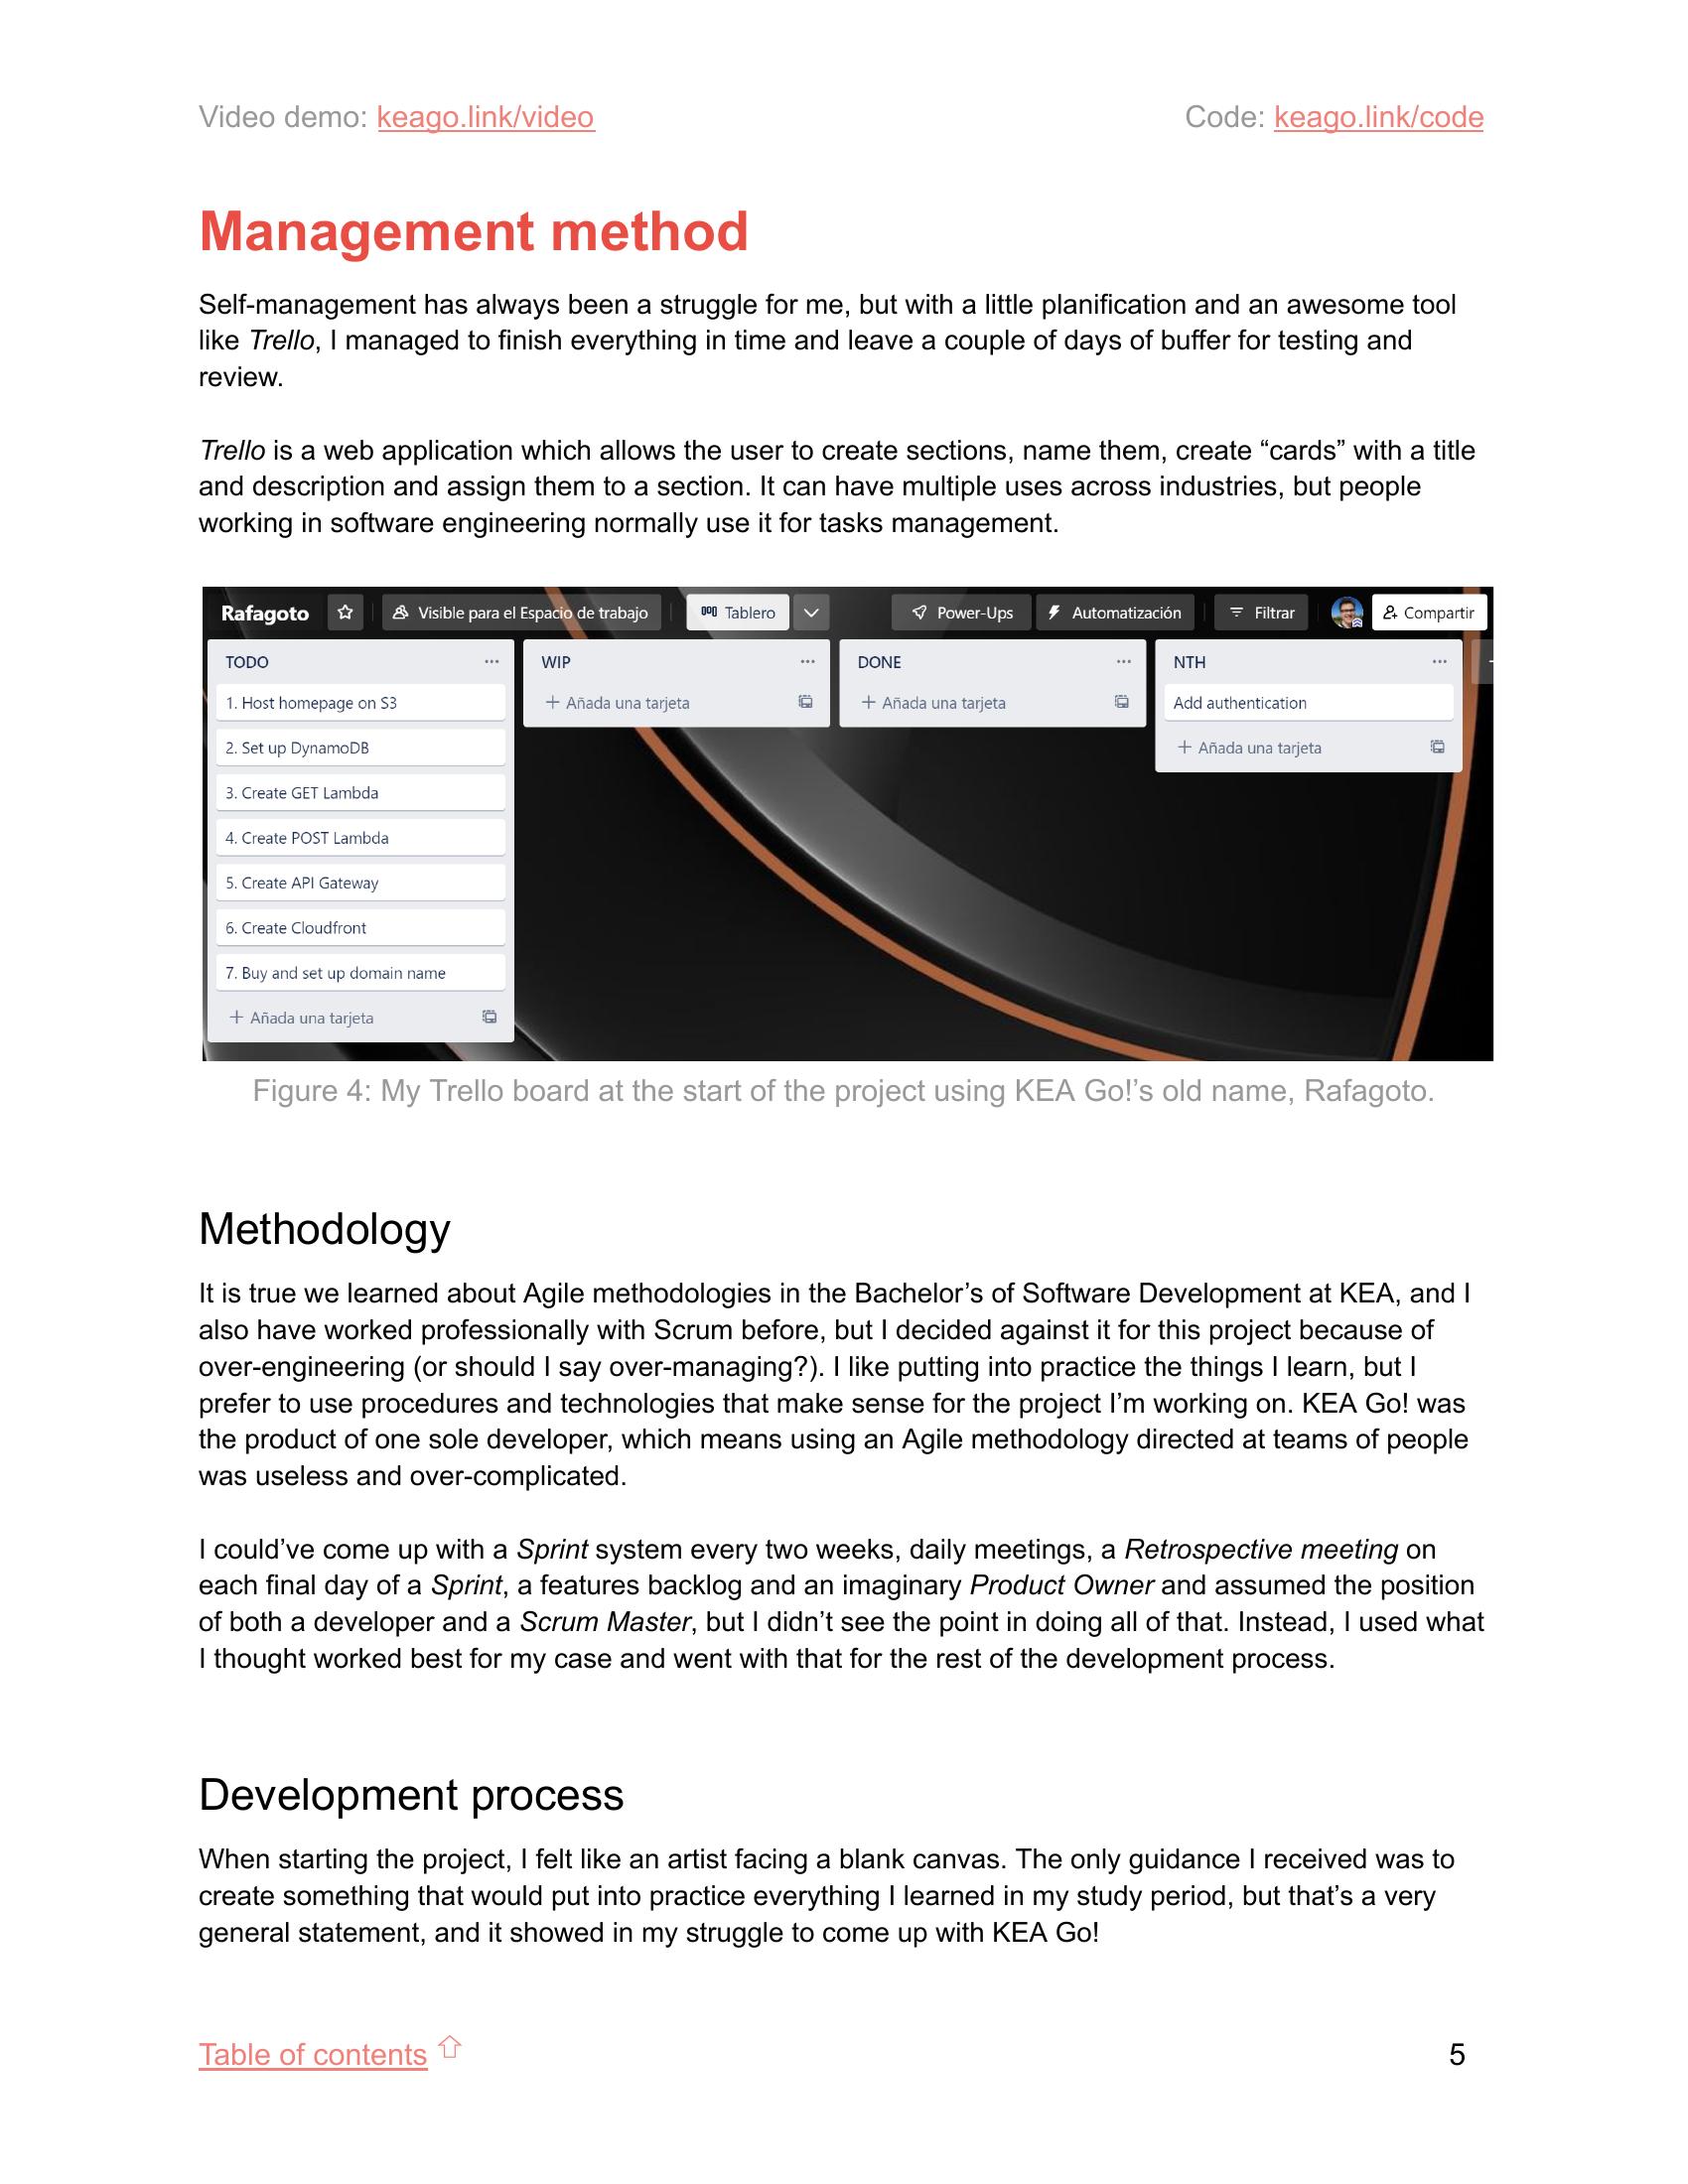 Video demo: keago.link/video Code: keago.link/code
Management method
Self-management has always been a struggle for me, but with a little planification and an awesome tool
like Trello, I managed to finish everything in time and leave a couple of days of buffer for testing and
review.
Trello is a web application which allows the user to create sections, name them, create “cards” with a title
and description and assign them to a section. It can have multiple uses across industries, but people
working in software engineering normally use it for tasks management.
Rafagoto Visible para el Espacio de trabajo Tablero Power-Ups Automatización Filtrar Compartir
TODO
1. Host homepage on S3
2. Set up DynamoDB
3. Create GET Lambda
4. Create POST Lambda
5. Create API Gateway
6. Create Cloudfront
7. Buy and set up domain name
+ Añada una tarjeta
WIP
+ Añada una tarjeta
DONE
+ Añada una tarjeta
NTH
Add authentication
+ Añada una tarjeta
Figure 4: My Trello board at the start of the project using KEA Go!’s old name, Rafagoto.
Methodology
It is true we learned about Agile methodologies in the Bachelor’s of Software Development at KEA, and I
also have worked professionally with Scrum before, but I decided against it for this project because of
over-engineering (or should I say over-managing?). I like putting into practice the things I learn, but I
prefer to use procedures and technologies that make sense for the project I’m working on. KEA Go! was
the product of one sole developer, which means using an Agile methodology directed at teams of people
was useless and over-complicated.
I could’ve come up with a Sprint system every two weeks, daily meetings, a Retrospective meeting on
each final day of a Sprint, a features backlog and an imaginary Product Owner and assumed the position
of both a developer and a Scrum Master, but I didn’t see the point in doing all of that. Instead, I used what
I thought worked best for my case and went with that for the rest of the development process.
Development process
When starting the project, I felt like an artist facing a blank canvas. The only guidance I received was to
create something that would put into practice everything I learned in my study period, but that’s a very
general statement, and it showed in my struggle to come up with KEA Go!
Table of contents ⇧ 5